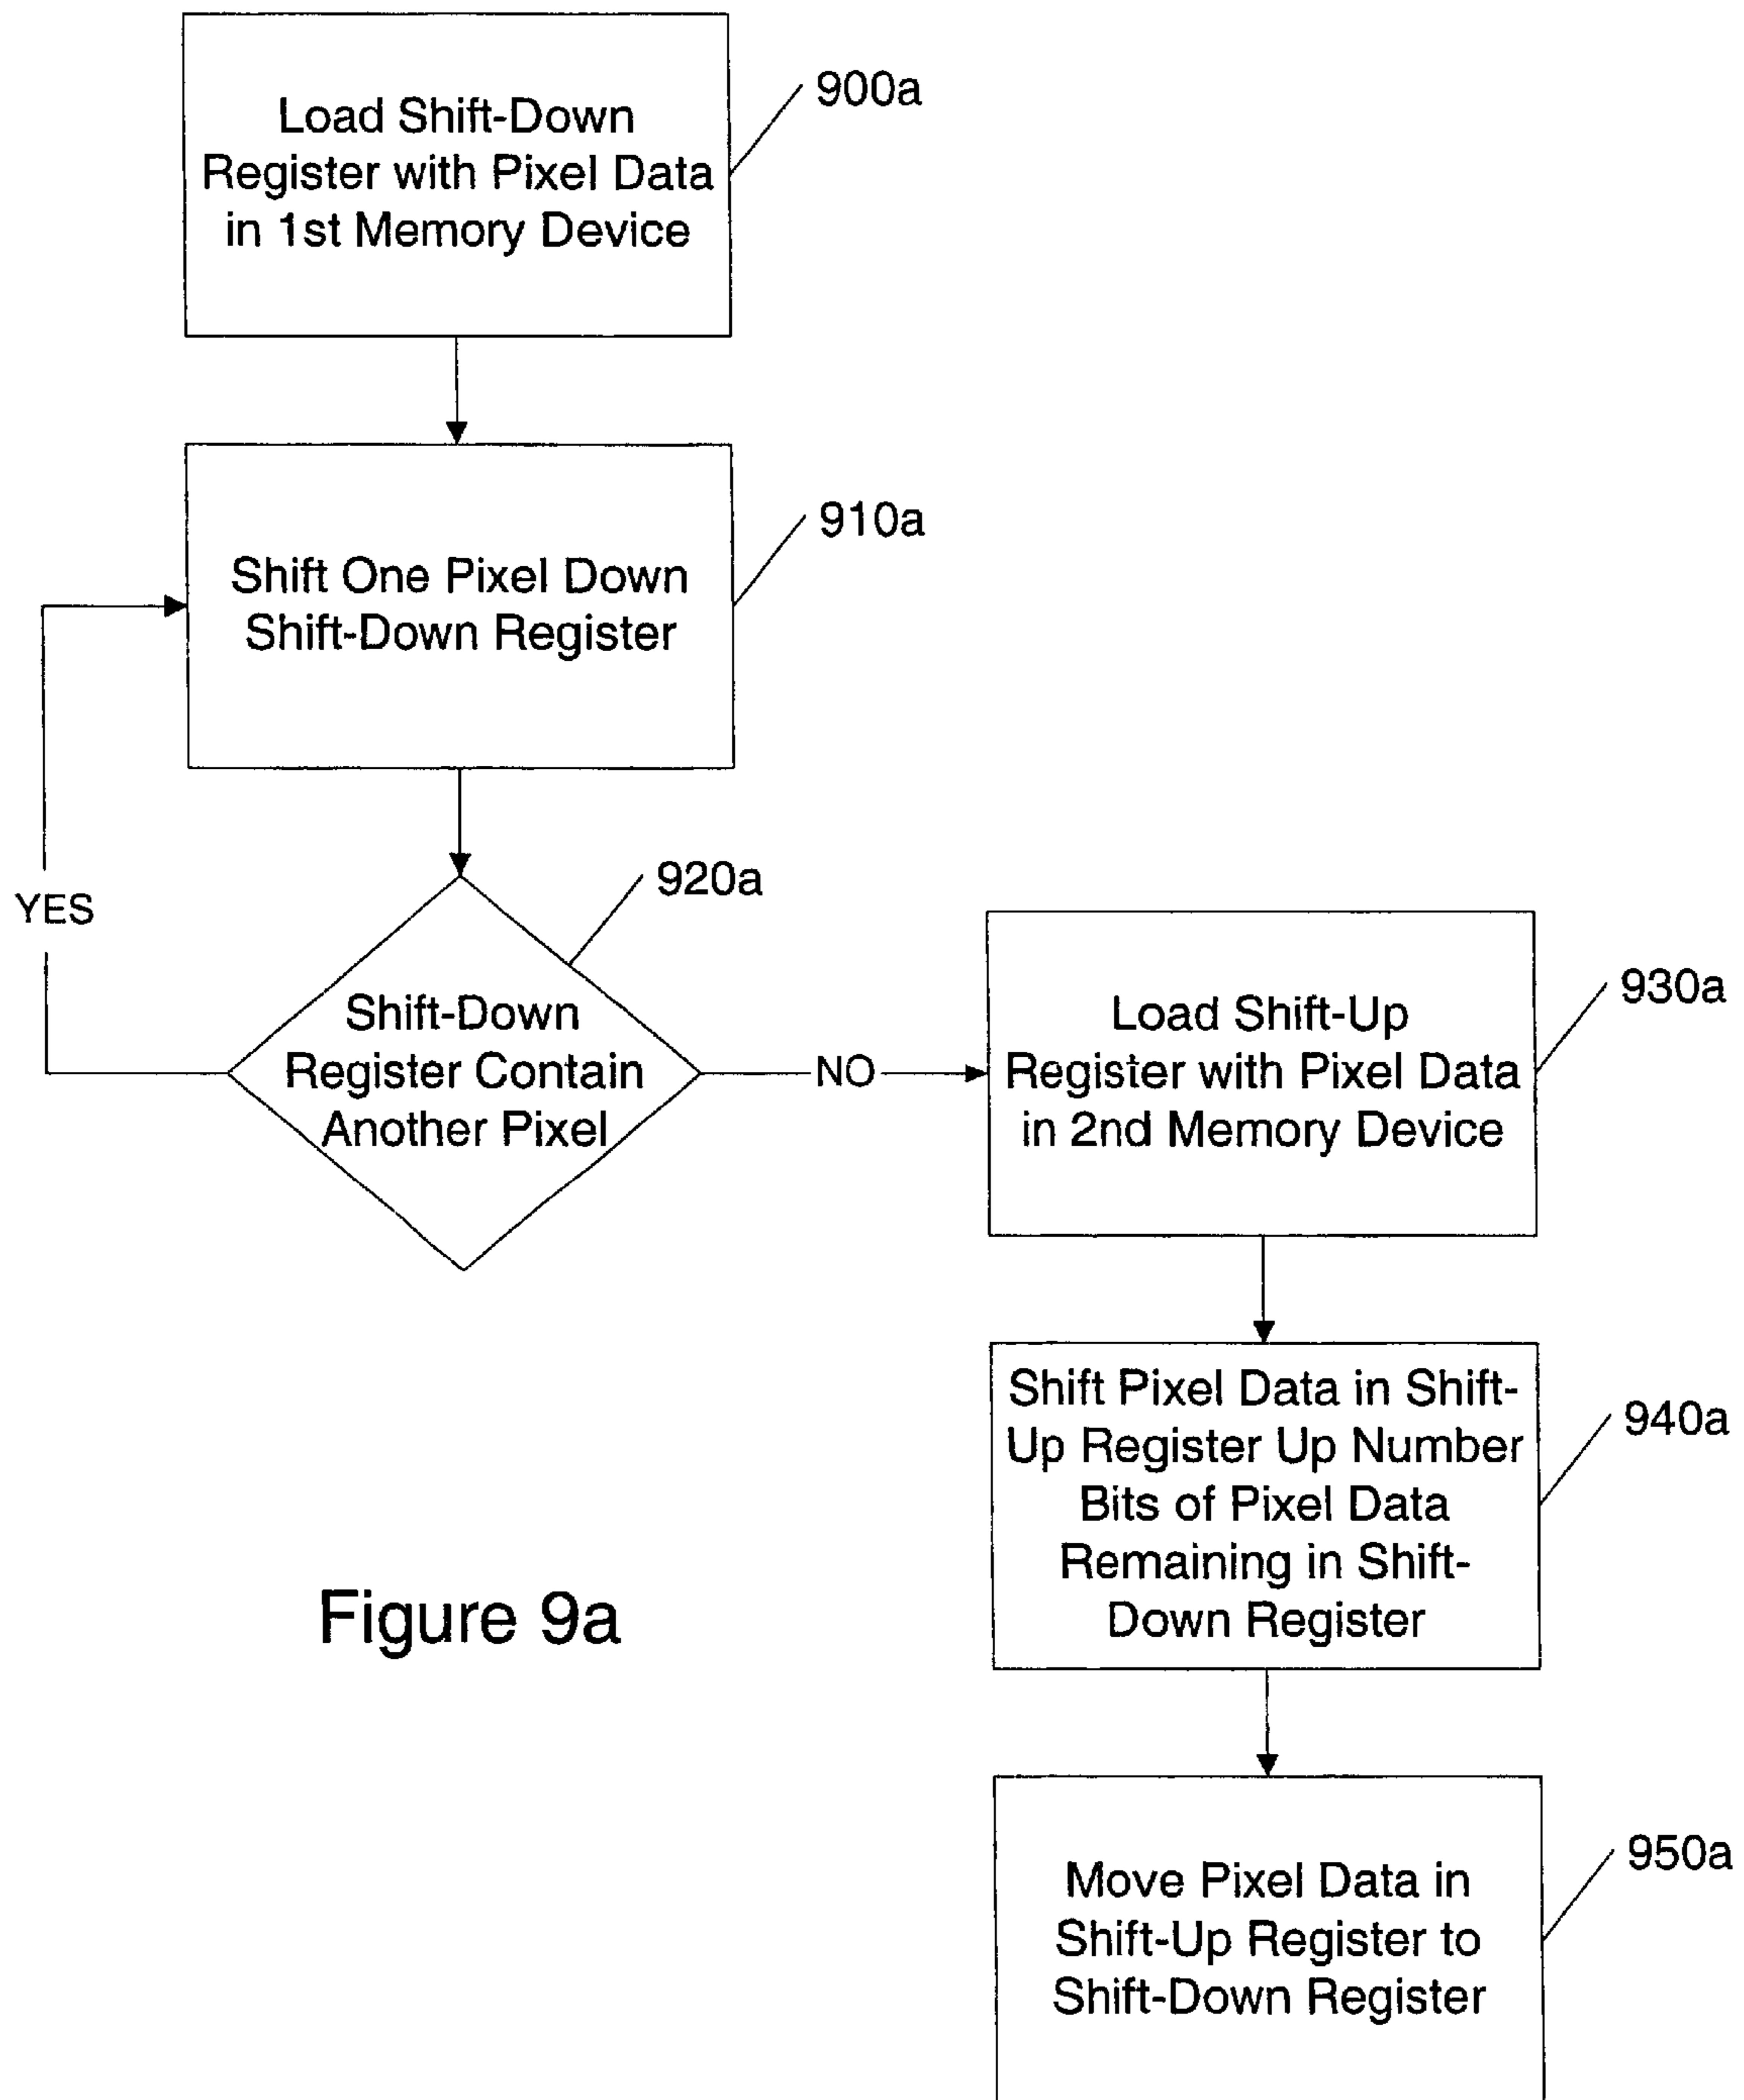 Load Shift-Down
Register with Pixel Data
in 1st Memory Device
900a
Shift One Pixel Down
Shift-Down Register
910a
YES
Shift-Down
Register Contain
Another Pixel
920a
NO
Load Shift-Up
Register with Pixel Data
in 2nd Memory Device
930a
Shift Pixel Data in Shift-
Up Register Up Number
Bits of Pixel Data
Remaining in Shift-
Down Register
940a
Move Pixel Data in
Shift-Up Register to
Shift-Down Register
950a
Figure 9a